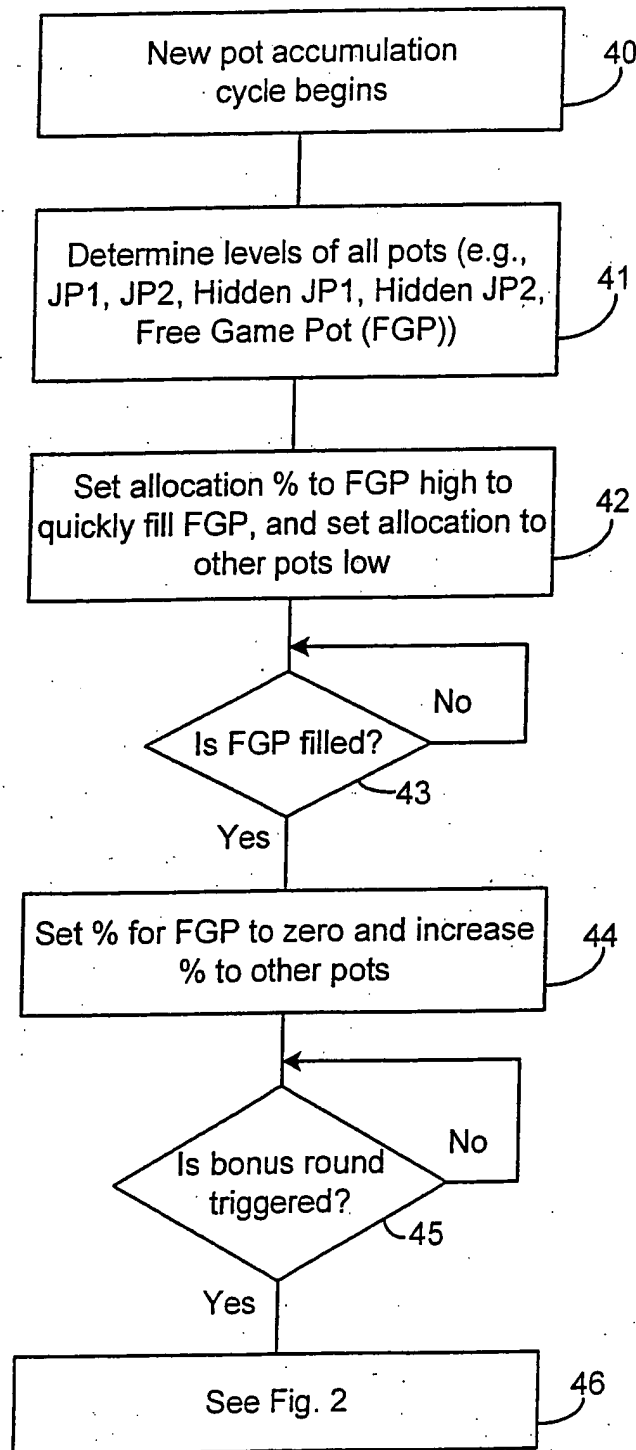 New pot accumulation
cycle begins
40
Determine levels of all pots (e.g.,
JP1, JP2, Hidden JP1, Hidden JP2,
Free Game Pot (FGP))
41
Set allocation % to FGP high to
quickly fill FGP, and set allocation to
other pots low
42
No
Is FGP filled?
43
Yes
Set % for FGP to zero and increase
% to other pots
44
No
Is bonus round
triggered?
45
Yes
See Fig. 2
46